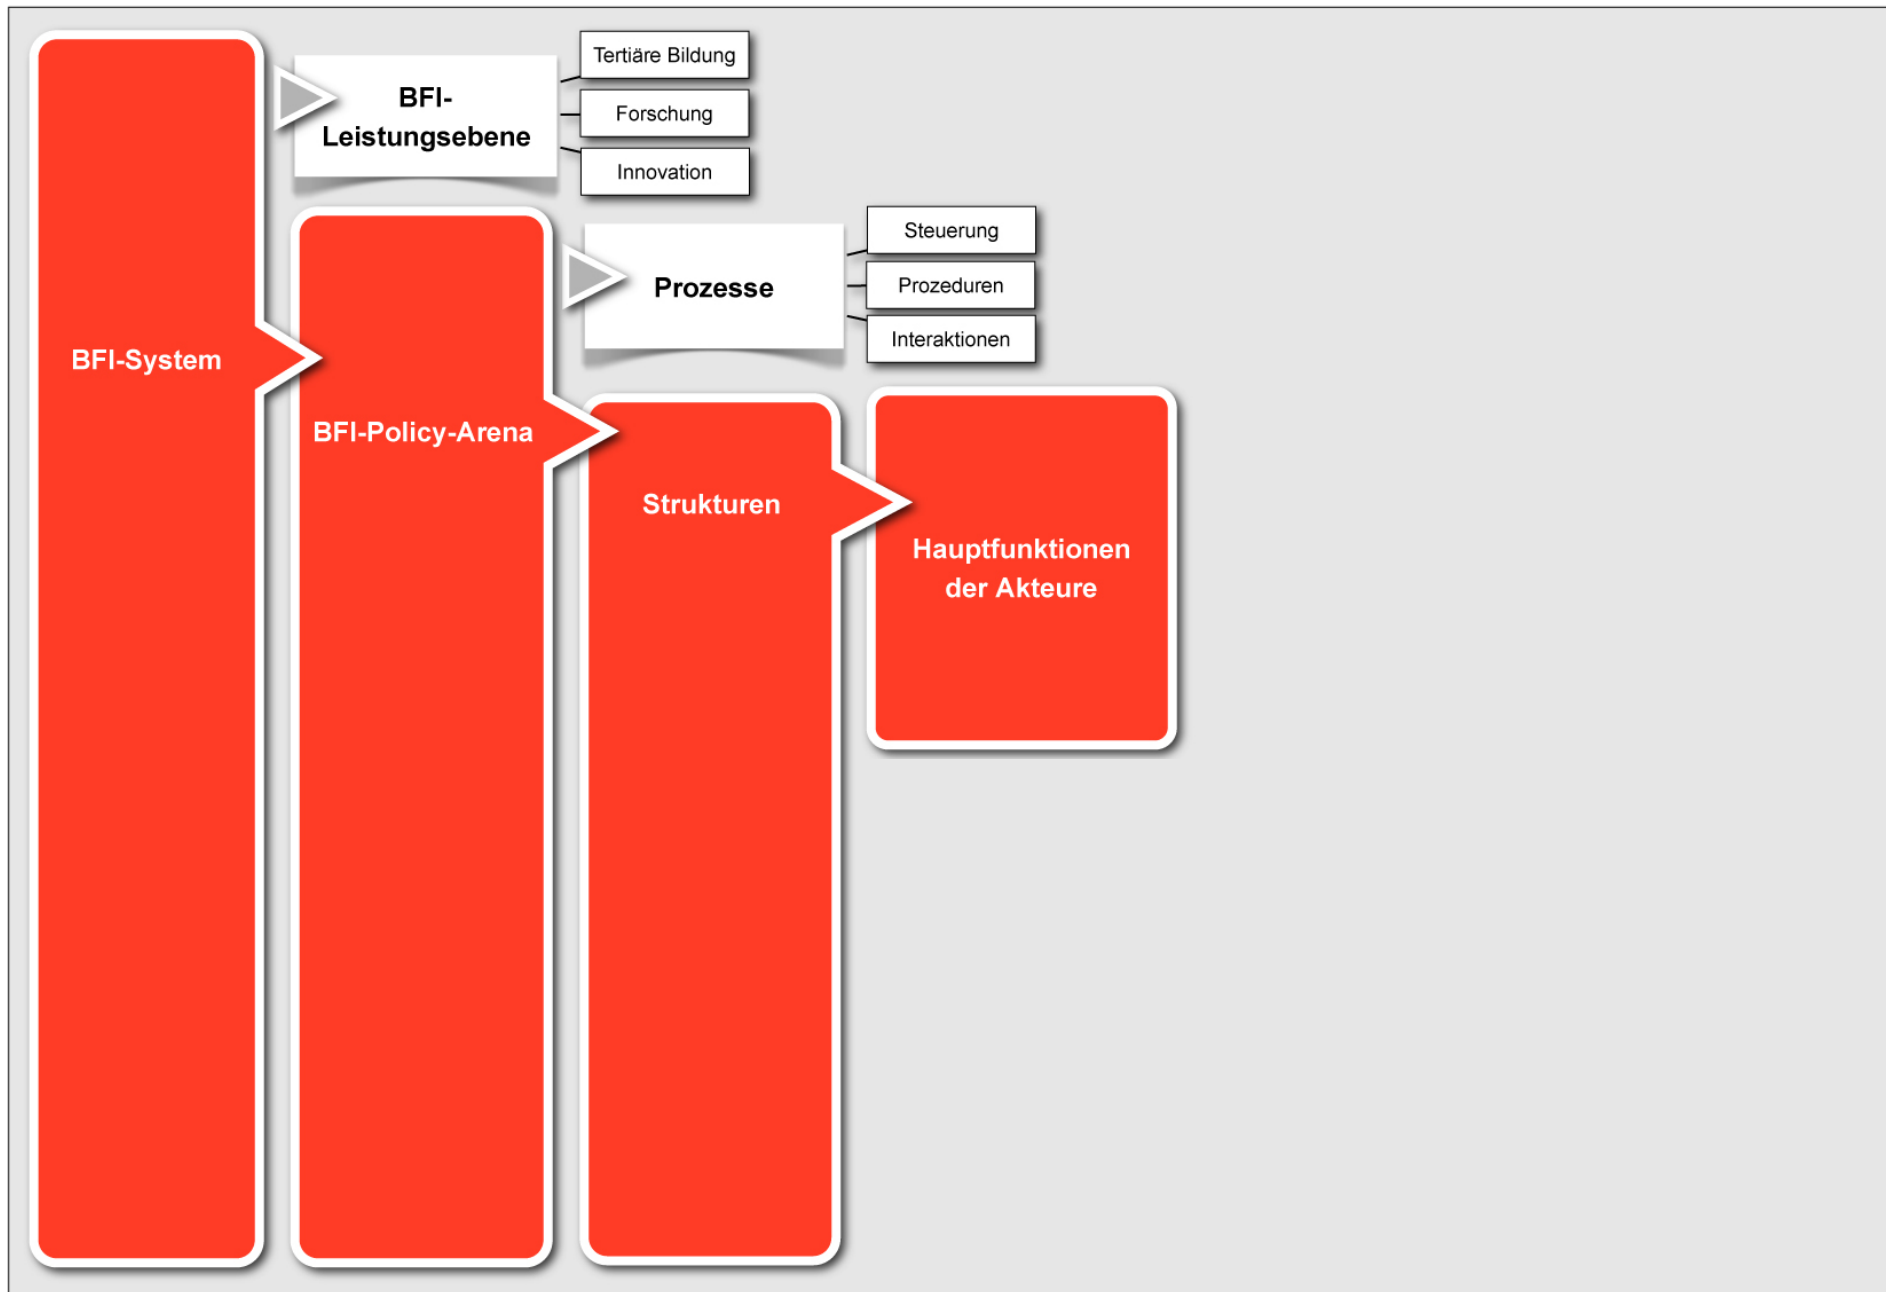 BFI-System
BFI-
Leistungsebene
Tertiäre Bildung
Forschung
Innovation
BFI-Policy-Arena
Prozesse
Steuerung
Prozeduren
Interaktionen
Strukturen
Hauptfunktionen
der Akteure